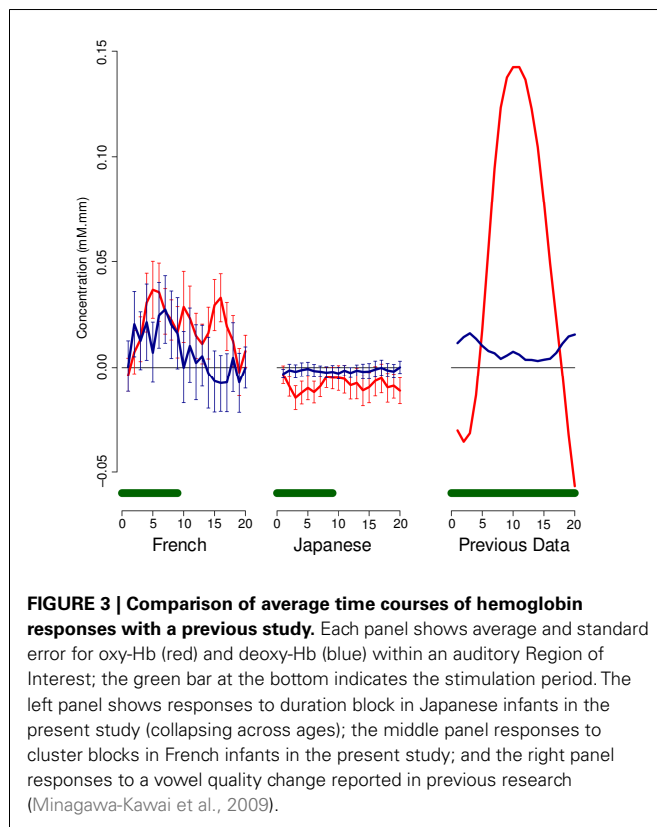 0.15
0.10
0.05
0.00
−0.05
Concentration (mM.mm)
0 5 10 15 20
French
0 5 10 15 20
Japanese
0 5 10 15 20
Previous Data
FIGURE 3 | Comparison of average time courses of hemoglobin
responses with a previous study. Each panel shows average and standard
error for oxy-Hb (red) and deoxy-Hb (blue) within an auditory Region of
Interest; the green bar at the bottom indicates the stimulation period. The
left panel shows responses to duration block in Japanese infants in the
present study (collapsing across ages); the middle panel responses to
cluster blocks in French infants in the present study; and the right panel
responses to a vowel quality change reported in previous research
(Minagawa-Kawai et al., 2009).